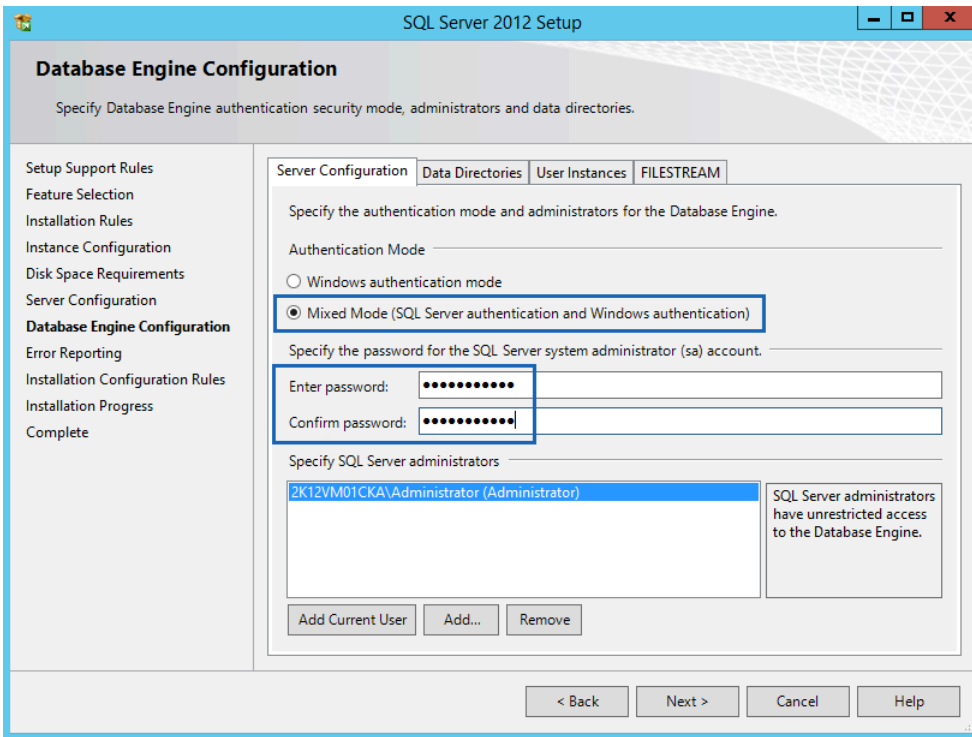 SQL Server 2012 Setup
Database Engine Configuration
Specify Database Engine authentication security mode, administrators and data directories.
Setup Support Rules
Feature Selection
Installation Rules
Instance Configuration
Disk Space Requirements
Server Configuration
Database Engine Configuration
Error Reporting
Installation Configuration Rules
Installation Progress
Complete
Server Configuration Data Directories User Instances FILESTREAM
Specify the authentication mode and administrators for the Database Engine.
Authentication Mode
Windows authentication mode
Mixed Mode (SQL Server authentication and Windows authentication)
Specify the password for the SQL Server system administrator (sa) account.
Enter password: ●●●●●●●●●●●
Confirm password: ●●●●●●●●●●●
Specify SQL Server administrators
2K12VM01CKA\Administrator (Administrator)
SQL Server administrators
have unrestricted access
to the Database Engine.
Add Current User Add... Remove
< Back Next > Cancel Help